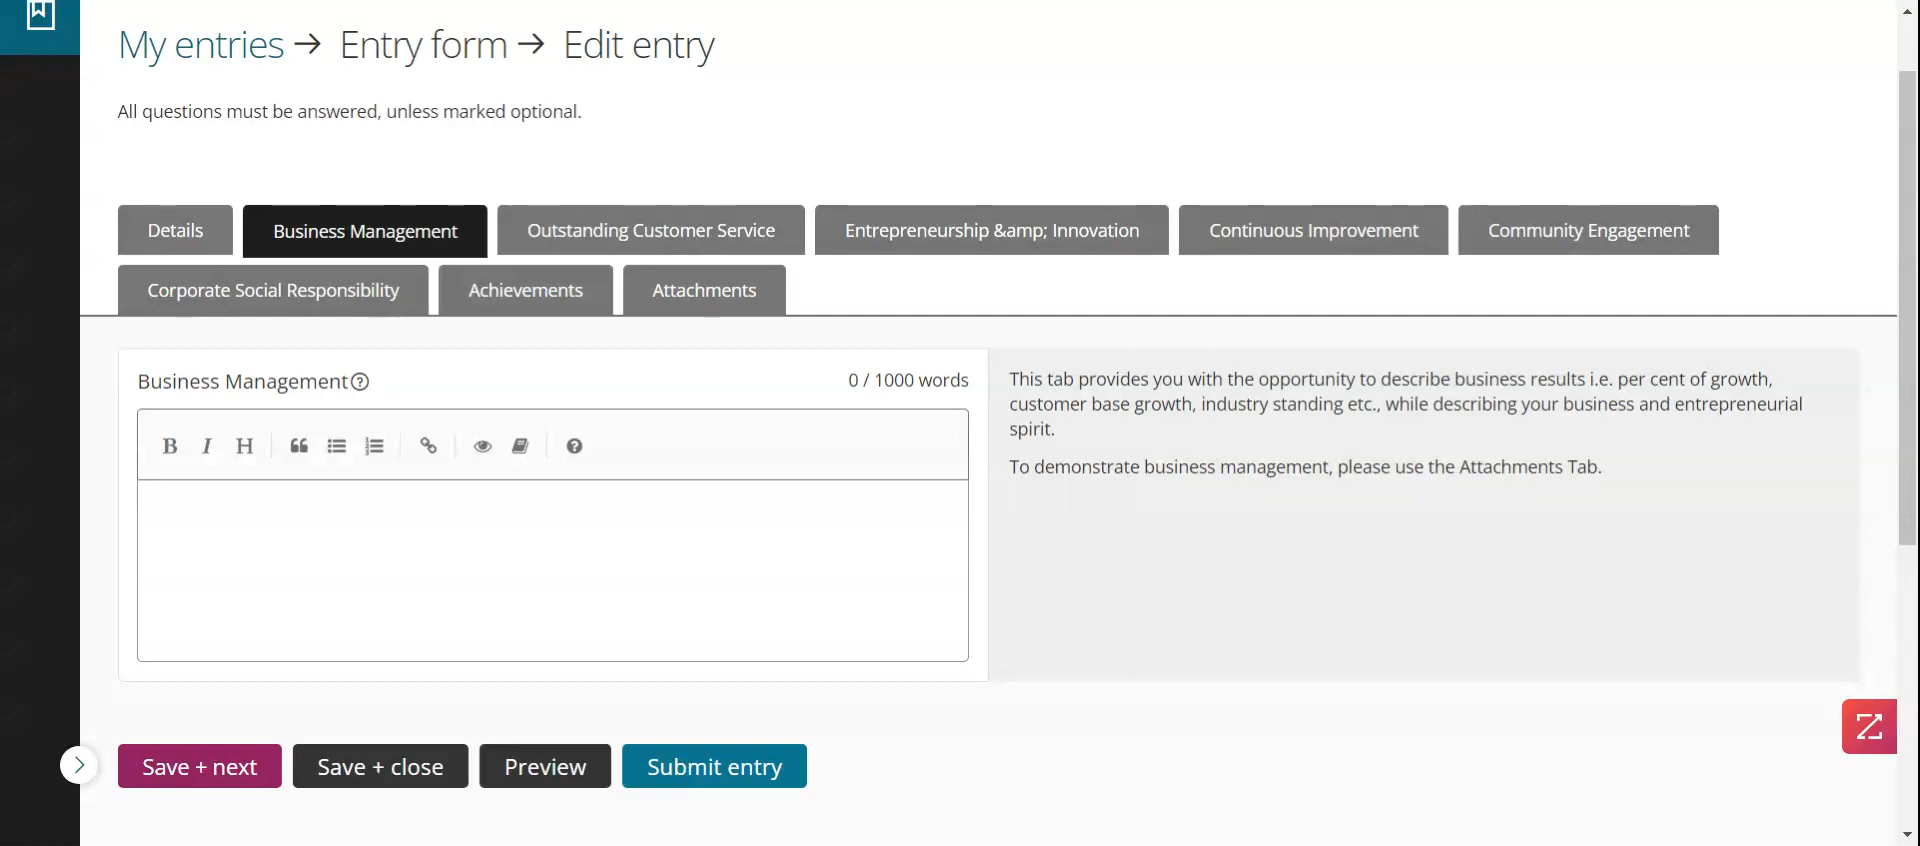 My entries → Entry form → Edit entry
All questions must be answered, unless marked optional.
Details
Business Management
Outstanding Customer Service
Entrepreneurship &amp; Innovation
Continuous Improvement
Community Engagement
Corporate Social Responsibility
Achievements
Attachments
Business Management
0 / 1000 words
B I H
This tab provides you with the opportunity to describe business results i.e. per cent of growth,
customer base growth, industry standing etc., while describing your business and entrepreneurial
spirit.
To demonstrate business management, please use the Attachments Tab.
Save + next
Save + close
Preview
Submit entry